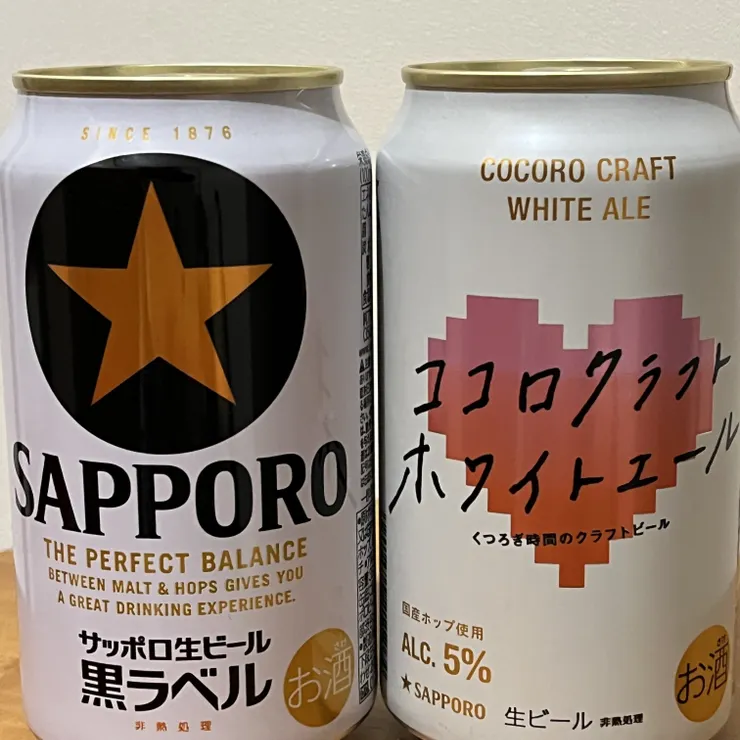 SINCE 1876
SAPPORO
THE PERFECT BALANCE
BETWEEN MALT & HOPS GIVES YOU
A GREAT DRINKING EXPERIENCE.
サッポロ生ビール
黒ラベル
非熱処理
さけ
お酒
COCORO CRAFT
WHITE ALE
ココロクラフト
ホワイトエール
くつろぎ時間のクラフトビール
国産ホップ使用
ALC. 5%
★SAPPORO
生ビール 非熱処理
さけ
お酒